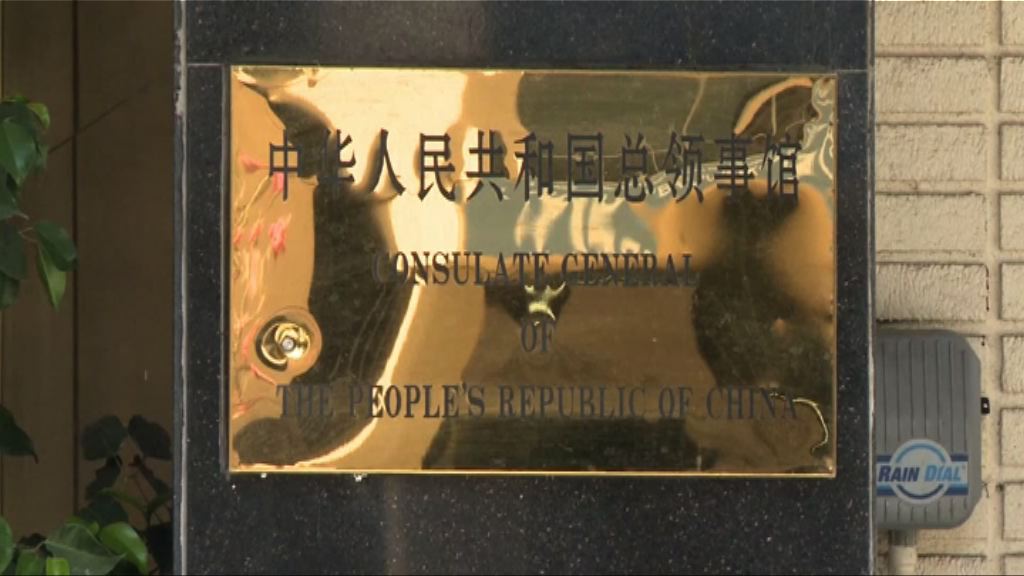 中华人民共和国总领事馆
CONSULATE GENERAL
OF
THE PEOPLE'S REPUBLIC OF CHINA
RAIN DIAL